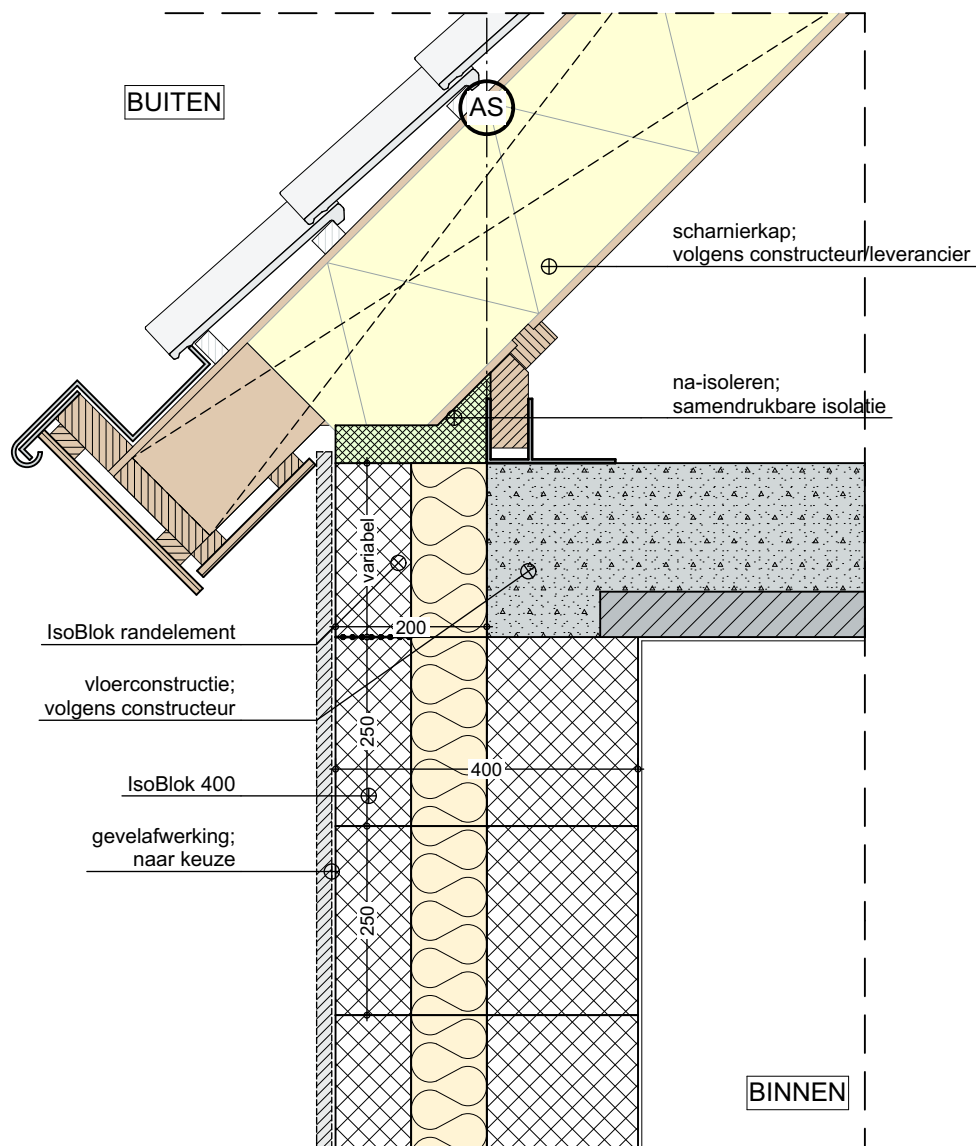 BUITEN
AS
scharnierkap;
volgens constructeur/leverancier
na-isoleren;
samendrukbare isolatie
variabel
200
IsoBlok randelement
vloerconstructie;
volgens constructeur
250
400
IsoBlok 400
gevelafwerking;
naar keuze
250
BINNEN